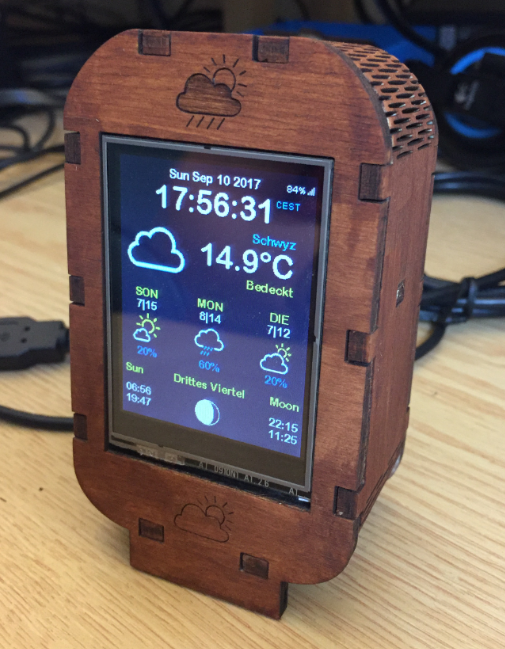 Sun Sep 10 2017
84%
17:56:31 CEST
Schwyz
14.9°C
Bedeckt
SON MON DIE
7|15 8|14 7|12
20% 60% 20%
Sun Drittes Viertel Moon
06:56 22:15
19:47 11:25